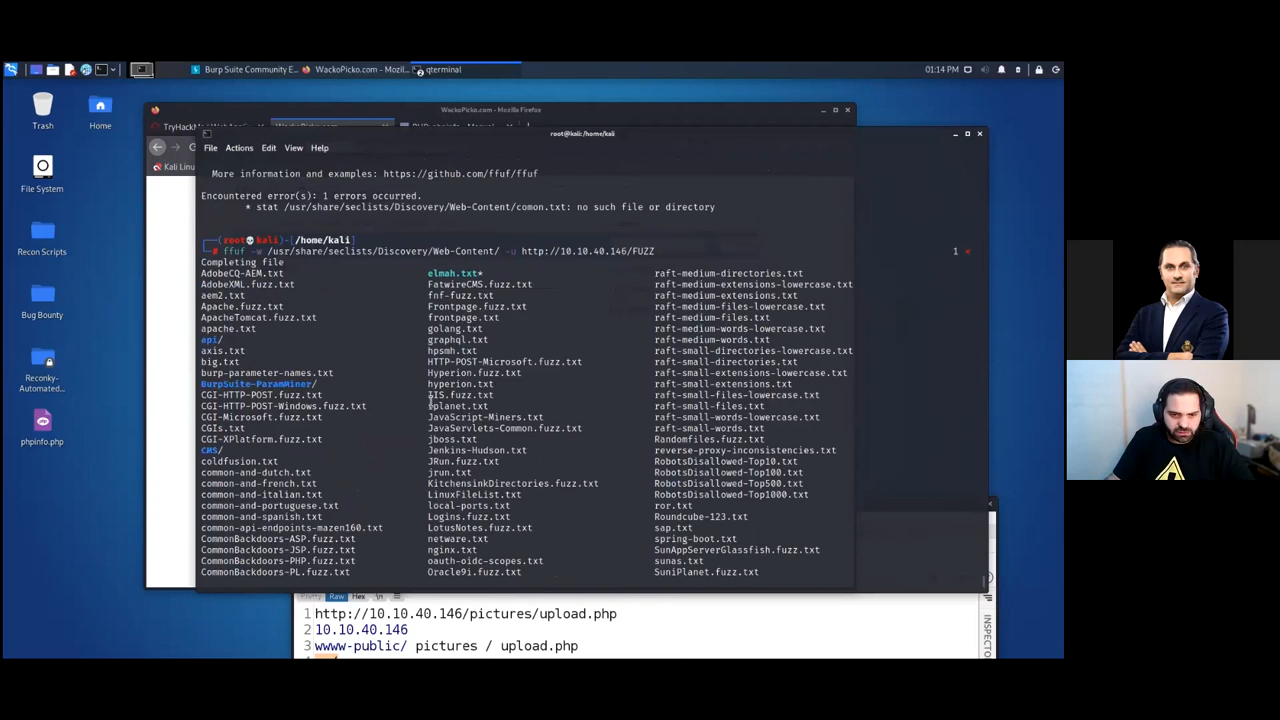 Burp Suite Community E...
WackoPicko.com - Mozil...
qterminal
01:14 PM
Trash
Home
File System
Recon Scripts
Bug Bounty
Reconky-
Automated...
phpinfo.php
WackoPicko.com - Mozilla Firefox
root@kali:/home/kali
Kali Linu
File Actions Edit View Help
More information and examples: https://github.com/ffuf/ffuf
Encountered error(s): 1 errors occurred.
* stat /usr/share/seclists/Discovery/Web-Content/comon.txt: no such file or directory
(root💀kali)-[/home/kali]
# ffuf -w /usr/share/seclists/Discovery/Web-Content/ -u http://10.10.40.146/FUZZ 1
Completing file
AdobeCQ-AEM.txt elmah.txt* raft-medium-directories.txt
AdobeXML.fuzz.txt FatwireCMS.fuzz.txt raft-medium-extensions-lowercase.txt
aem2.txt fnf-fuzz.txt raft-medium-extensions.txt
Apache.fuzz.txt Frontpage.fuzz.txt raft-medium-files-lowercase.txt
ApacheTomcat.fuzz.txt frontpage.txt raft-medium-files.txt
apache.txt golang.txt raft-medium-words-lowercase.txt
api/ graphql.txt raft-medium-words.txt
axis.txt hpsmh.txt raft-small-directories-lowercase.txt
big.txt HTTP-POST-Microsoft.fuzz.txt raft-small-directories.txt
burp-parameter-names.txt Hyperion.fuzz.txt raft-small-extensions-lowercase.txt
BurpSuite-ParamMiner/ hyperion.txt raft-small-extensions.txt
CGI-HTTP-POST.fuzz.txt IIS.fuzz.txt raft-small-files-lowercase.txt
CGI-HTTP-POST-Windows.fuzz.txt iplanet.txt raft-small-files.txt
CGI-Microsoft.fuzz.txt JavaScript-Miners.txt raft-small-words-lowercase.txt
CGIs.txt JavaServlets-Common.fuzz.txt raft-small-words.txt
CGI-XPlatform.fuzz.txt jboss.txt Randomfiles.fuzz.txt
CMS/ Jenkins-Hudson.txt reverse-proxy-inconsistencies.txt
coldfusion.txt JRun.fuzz.txt RobotsDisallowed-Top10.txt
common-and-dutch.txt jrun.txt RobotsDisallowed-Top100.txt
common-and-french.txt KitchensinkDirectories.fuzz.txt RobotsDisallowed-Top500.txt
common-and-italian.txt LinuxFileList.txt RobotsDisallowed-Top1000.txt
common-and-portuguese.txt local-ports.txt ror.txt
common-and-spanish.txt Logins.fuzz.txt Roundcube-123.txt
common-api-endpoints-mazen160.txt LotusNotes.fuzz.txt sap.txt
CommonBackdoors-ASP.fuzz.txt netware.txt spring-boot.txt
CommonBackdoors-JSP.fuzz.txt nginx.txt SunAppServerGlassfish.fuzz.txt
CommonBackdoors-PHP.fuzz.txt oauth-oidc-scopes.txt sunas.txt
CommonBackdoors-PL.fuzz.txt Oracle9i.fuzz.txt SuniPlanet.fuzz.txt
Pretty Raw Hex \n
1 http://10.10.40.146/pictures/upload.php
2 10.10.40.146
3 www-public/ pictures / upload.php
INSPECTO